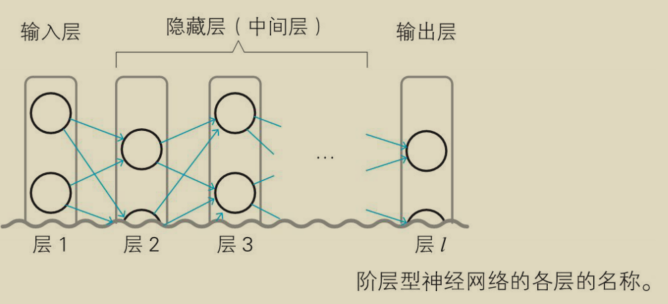 输入层 隐藏层（中间层） 输出层
…
层 1 层 2 层 3 层 l
阶层型神经网络的各层的名称。